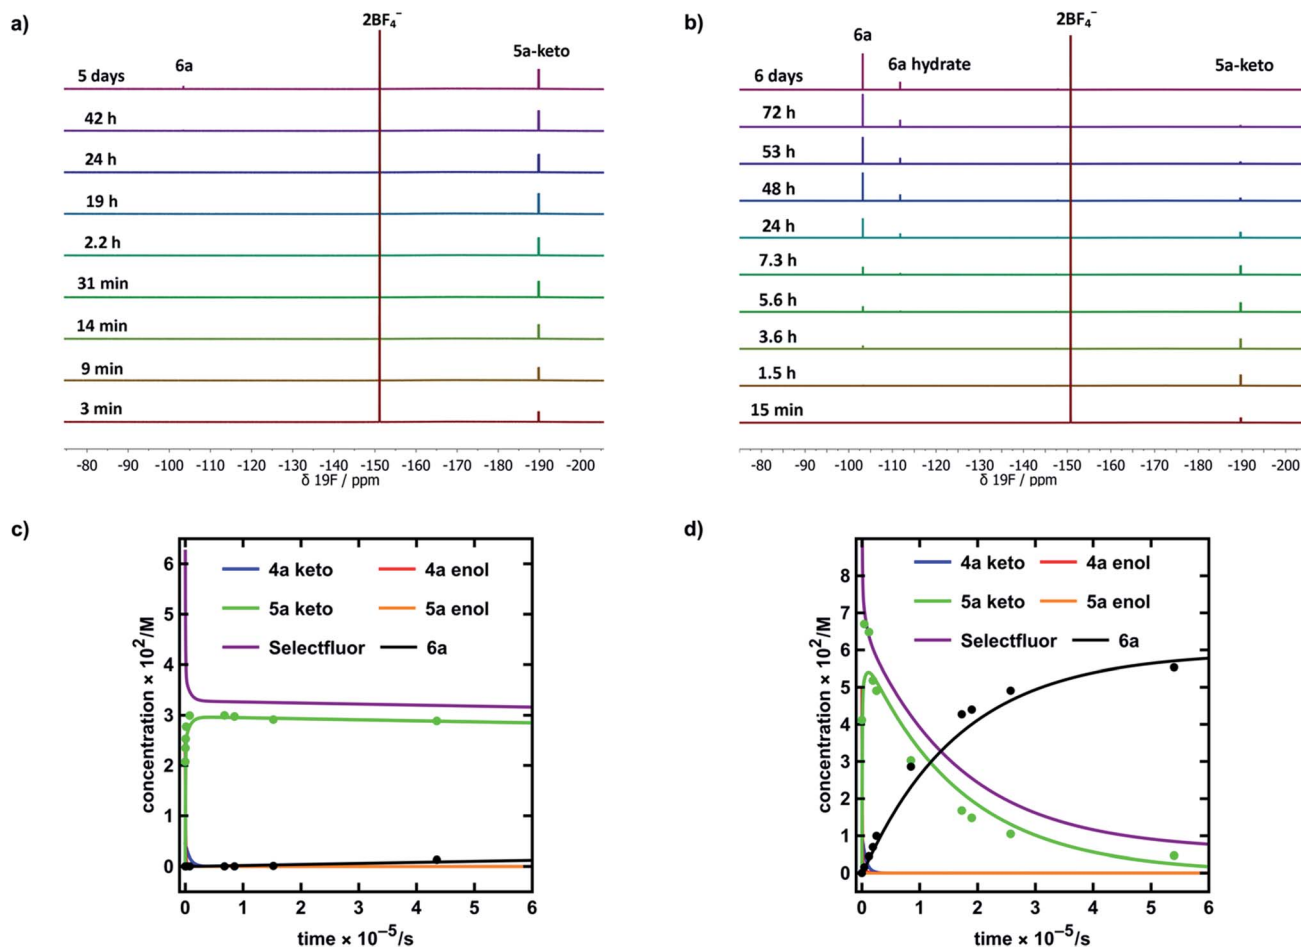 a)
2BF₄⁻
5a-keto
6a
5 days
42 h
24 h
19 h
2.2 h
31 min
14 min
9 min
3 min
-80 -90 -100 -110 -120 -130 -140 -150 -160 -170 -180 -190 -200
δ 19F / ppm
b)
2BF₄⁻
6a
6a hydrate
5a-keto
6 days
72 h
53 h
48 h
24 h
7.3 h
5.6 h
3.6 h
1.5 h
15 min
-80 -90 -100 -110 -120 -130 -140 -150 -160 -170 -180 -190 -200
δ 19F / ppm
c)
concentration × 10²/M
6
5
4
3
2
1
0
4a keto 4a enol
5a keto 5a enol
Selectfluor 6a
0 1 2 3 4 5 6
time × 10⁻⁵/s
d)
concentration × 10²/M
8
7
6
5
4
3
2
1
0
4a keto 4a enol
5a keto 5a enol
Selectfluor 6a
0 1 2 3 4 5 6
time × 10⁻⁵/s